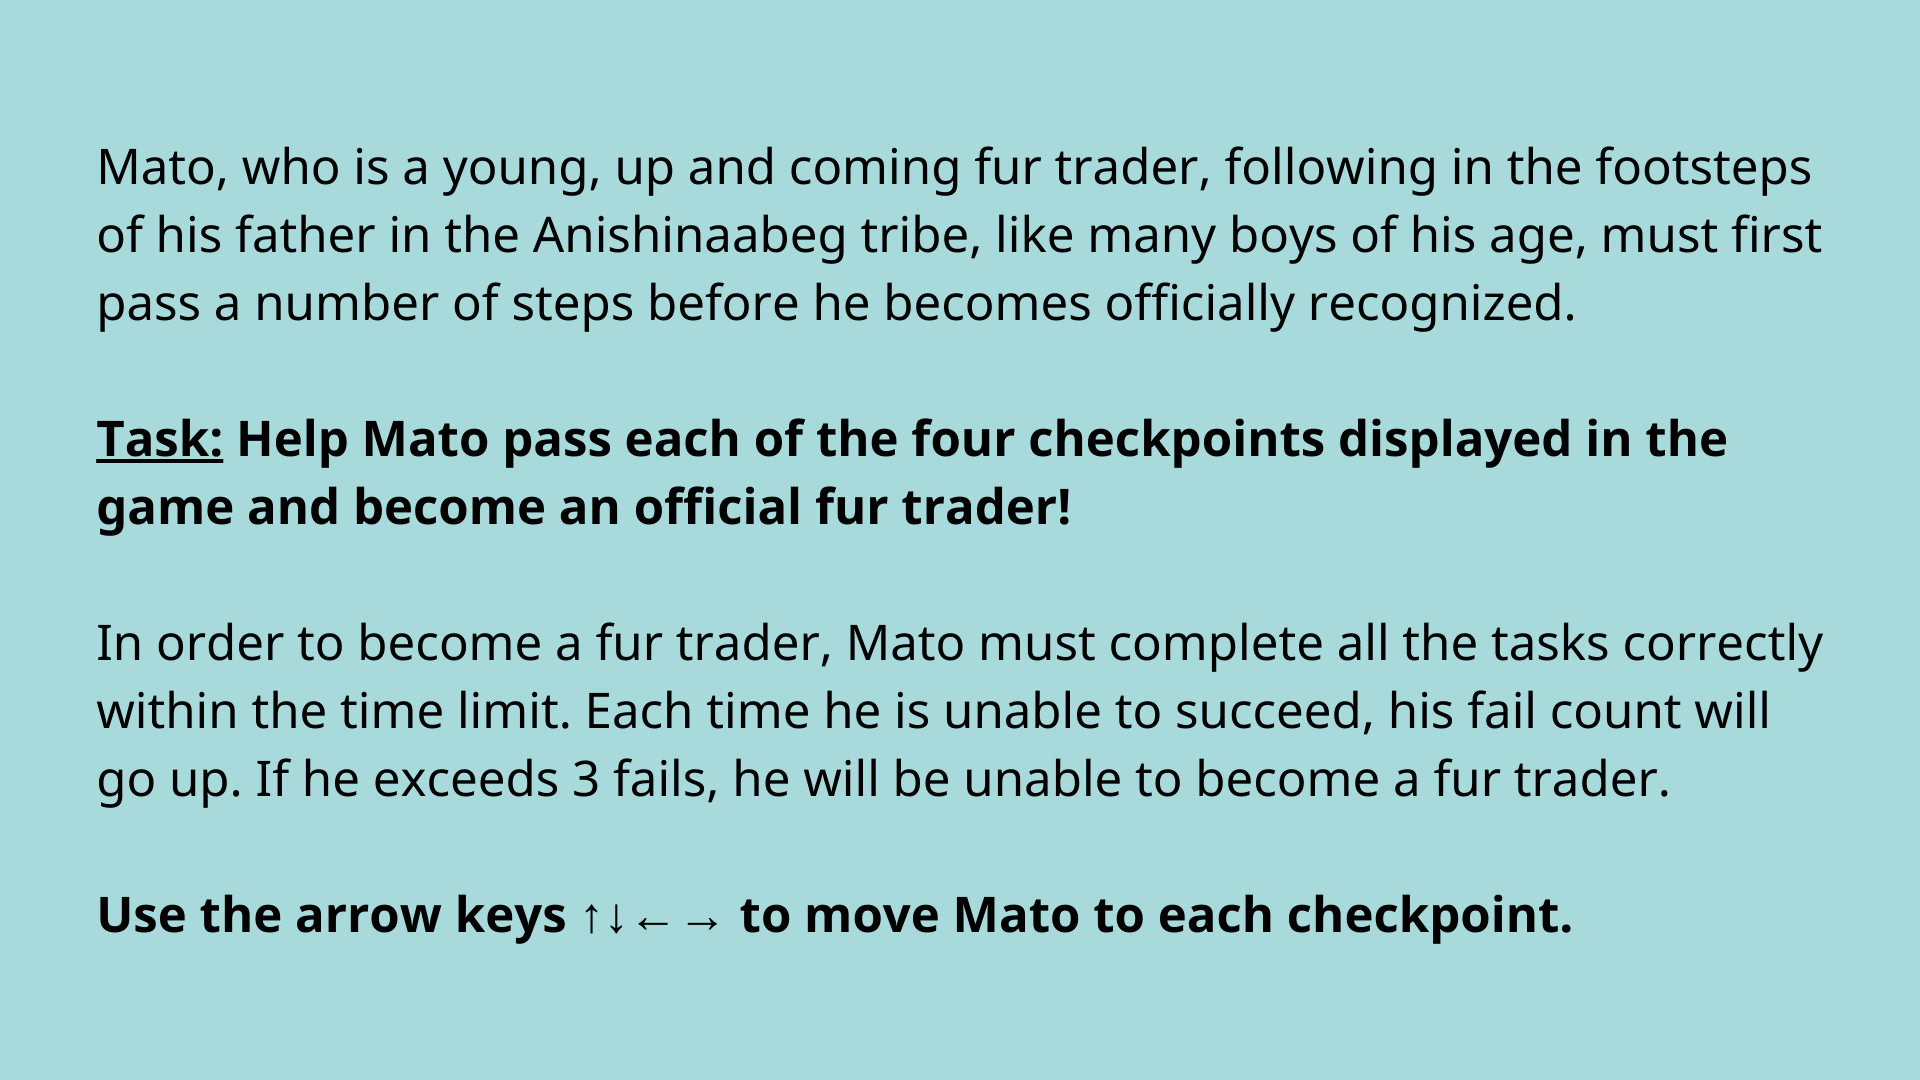 Mato, who is a young, up and coming fur trader, following in the footsteps
of his father in the Anishinaabeg tribe, like many boys of his age, must first
pass a number of steps before he becomes officially recognized.
Task: Help Mato pass each of the four checkpoints displayed in the
game and become an official fur trader!
In order to become a fur trader, Mato must complete all the tasks correctly
within the time limit. Each time he is unable to succeed, his fail count will
go up. If he exceeds 3 fails, he will be unable to become a fur trader.
Use the arrow keys ↑↓←→ to move Mato to each checkpoint.